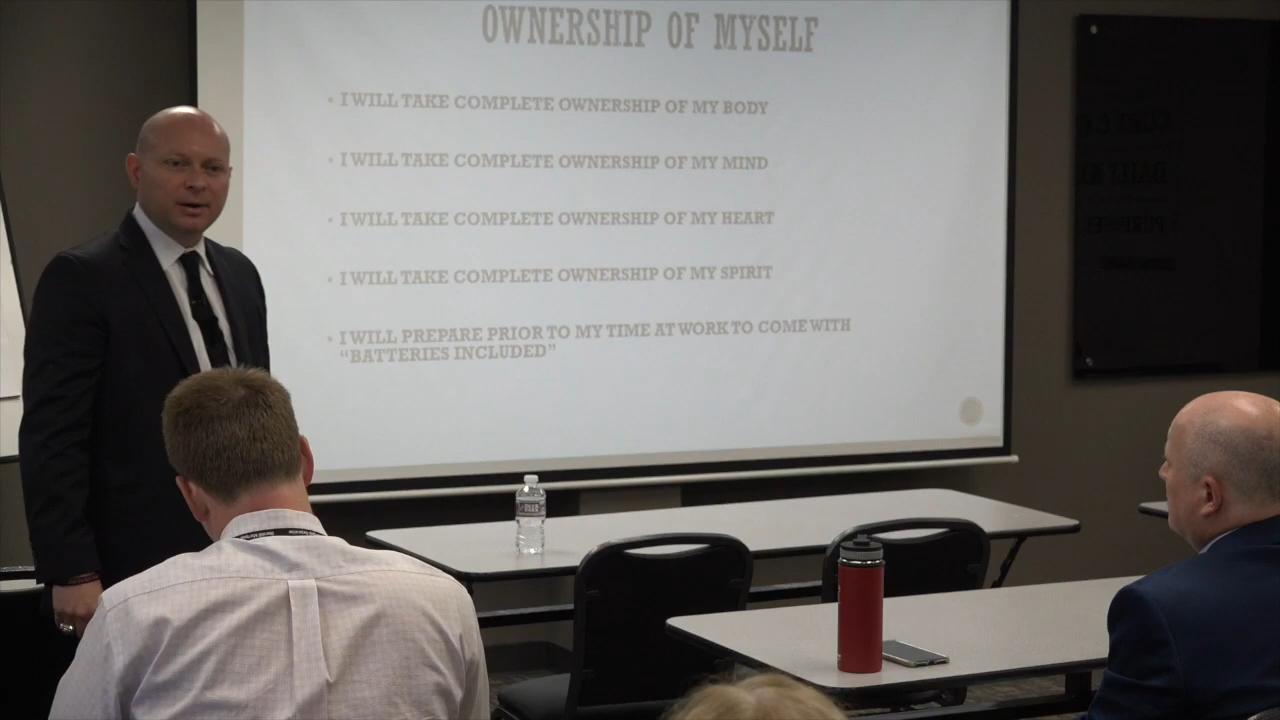 OWNERSHIP OF MYSELF
• I WILL TAKE COMPLETE OWNERSHIP OF MY BODY
• I WILL TAKE COMPLETE OWNERSHIP OF MY MIND
• I WILL TAKE COMPLETE OWNERSHIP OF MY HEART
• I WILL TAKE COMPLETE OWNERSHIP OF MY SPIRIT
• I WILL PREPARE PRIOR TO MY TIME AT WORK TO COME WITH
“BATTERIES INCLUDED”